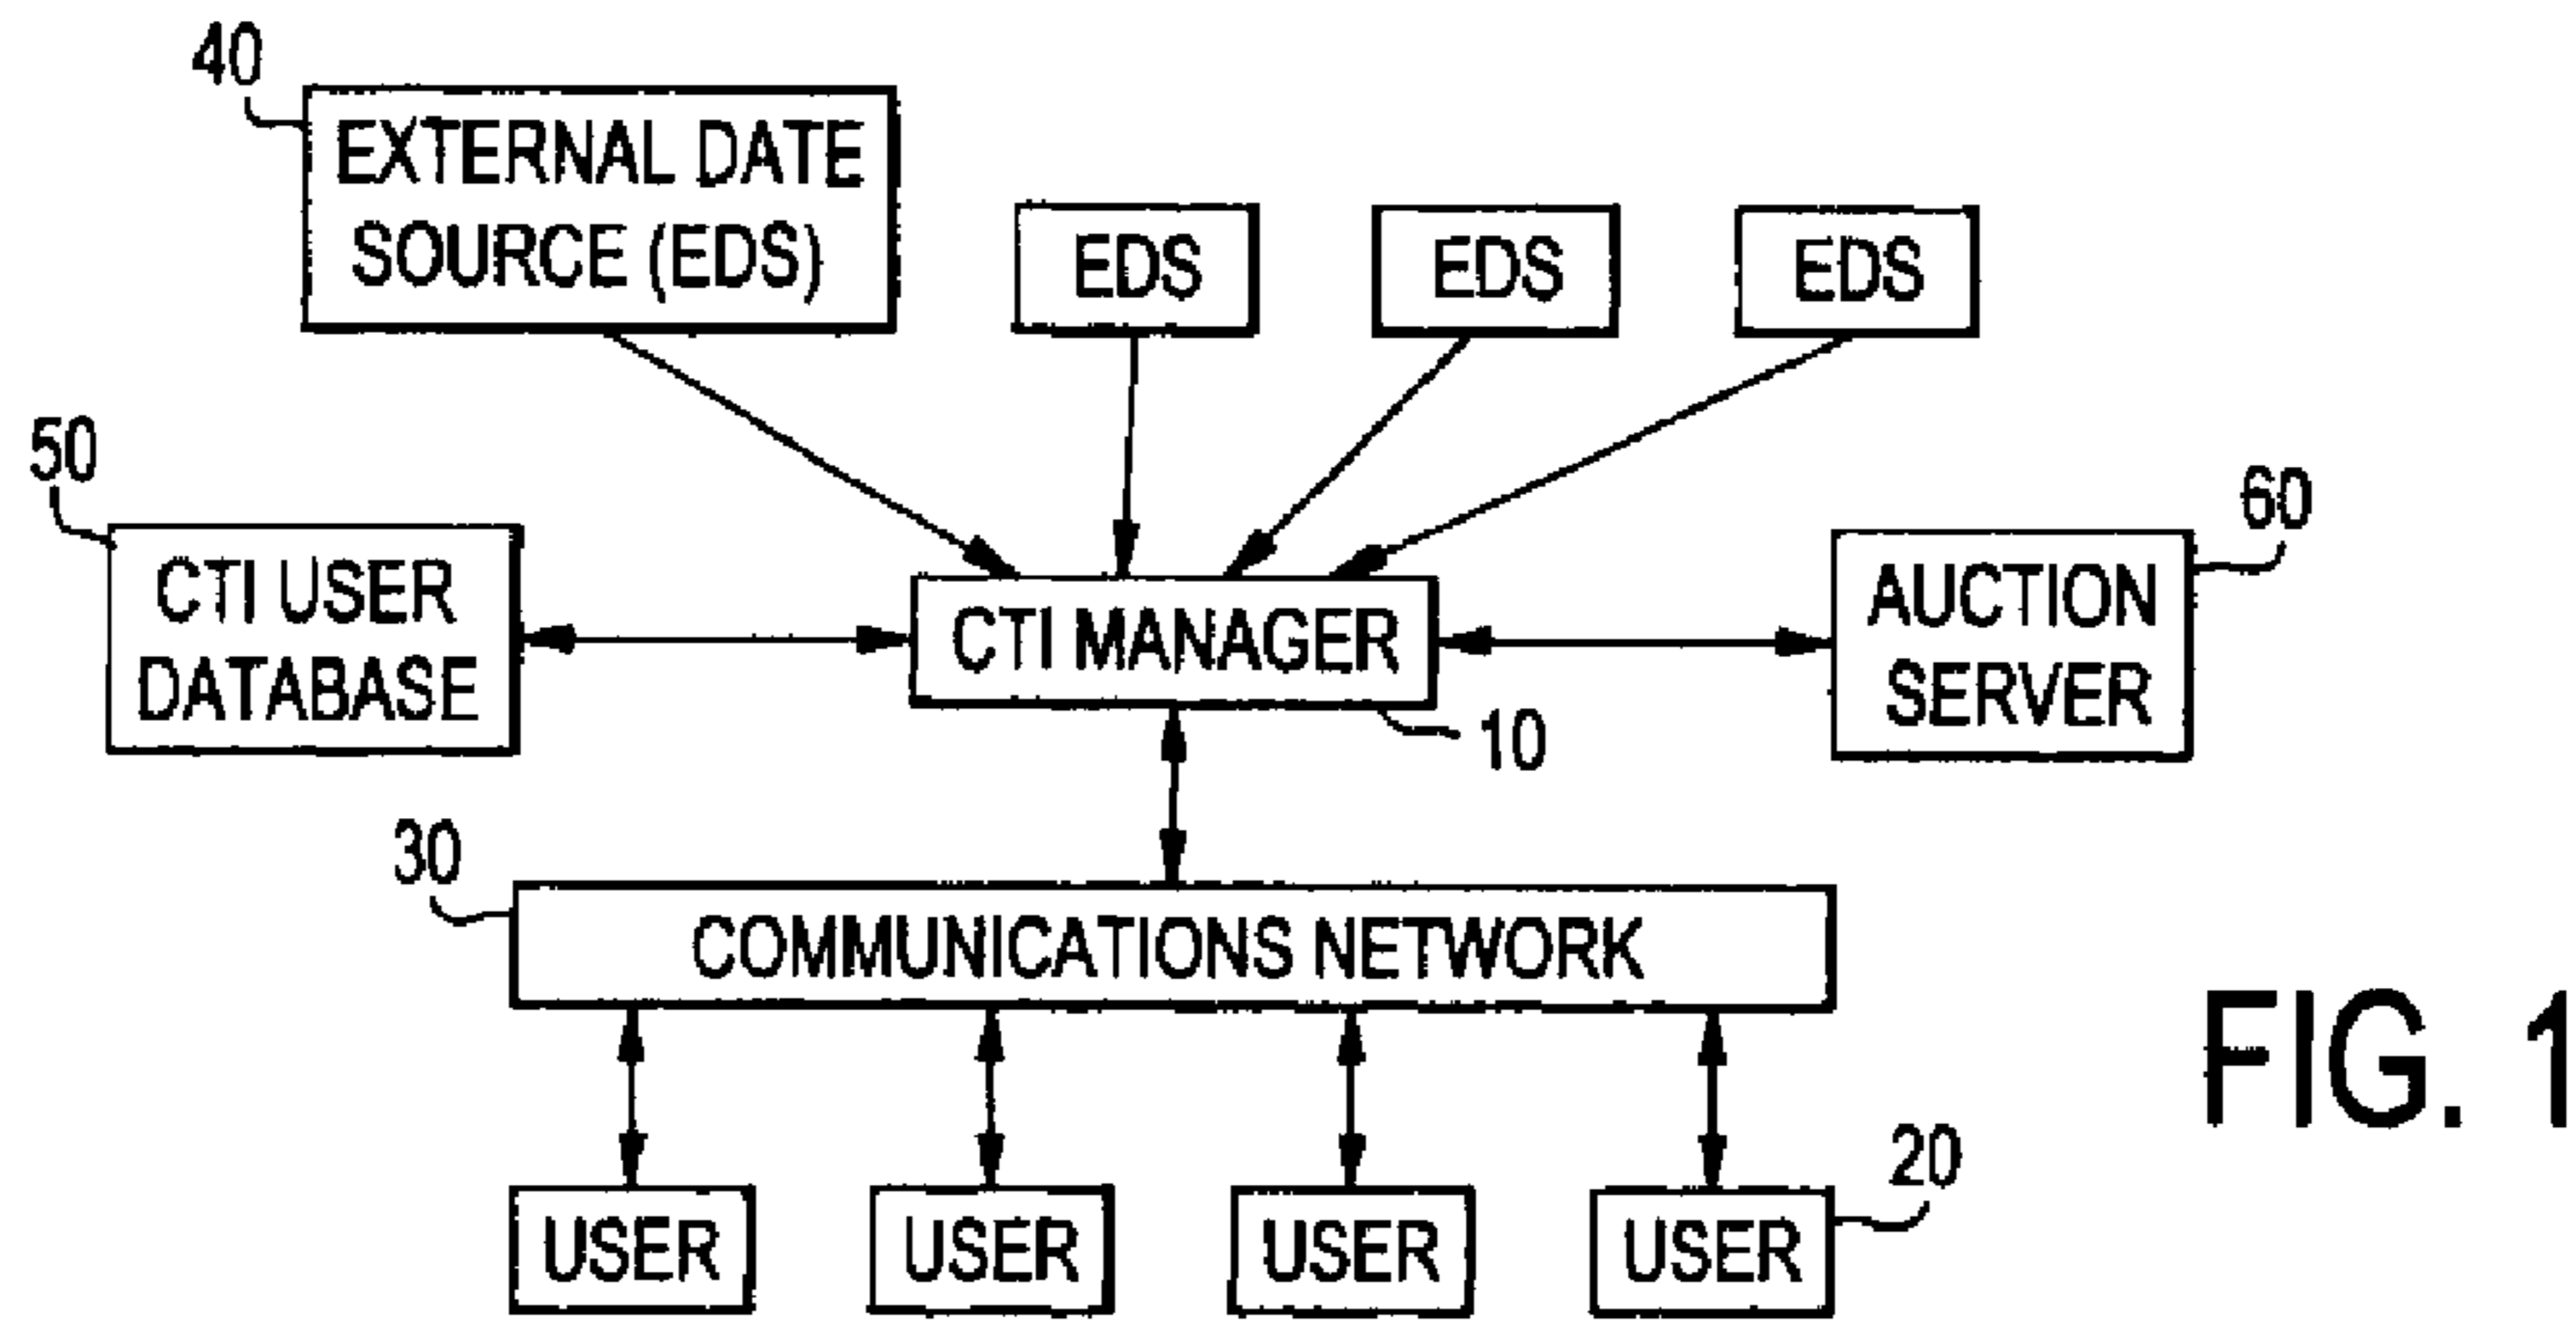 40
EXTERNAL DATE
SOURCE (EDS)
EDS
EDS
EDS
50
CTI USER
DATABASE
CTI MANAGER
10
60
AUCTION
SERVER
30
COMMUNICATIONS NETWORK
USER
USER
USER
USER
20
FIG. 1